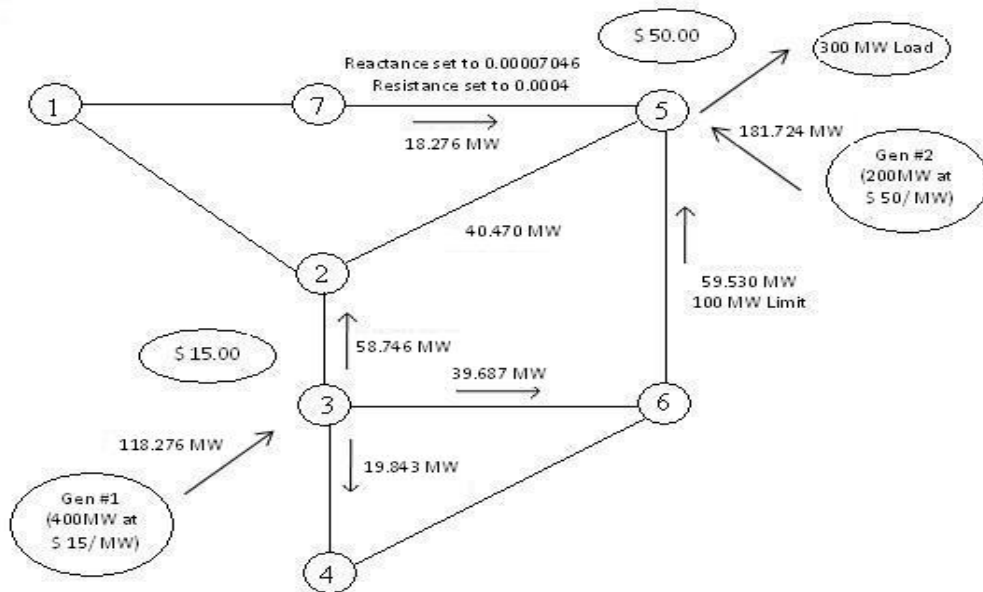 $ 50.00
300 MW Load
Reactance set to 0.00007046
Resistance set to 0.0004
1
7
5
18.276 MW
181.724 MW
Gen #2
(200MW at
$ 50/ MW)
40.470 MW
2
59.530 MW
100 MW Limit
$ 15.00
58.746 MW
39.687 MW
3
6
118.276 MW
19.843 MW
Gen #1
(400MW at
$ 15/ MW)
4